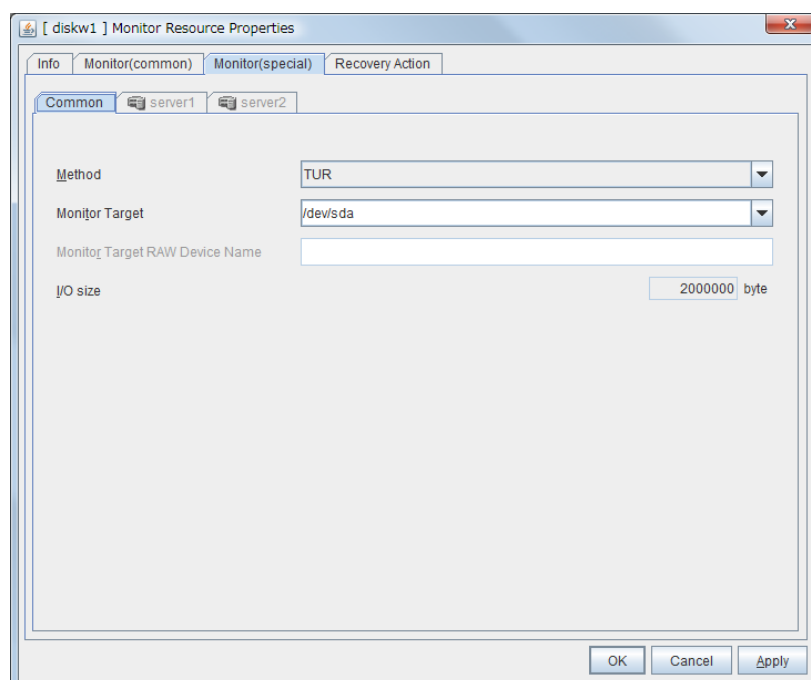 [ diskw1 ] Monitor Resource Properties
Info Monitor(common) Monitor(special) Recovery Action
Common server1 server2
Method TUR
Monitor Target /dev/sda
Monitor Target RAW Device Name
I/O size 2000000 byte
OK Cancel Apply